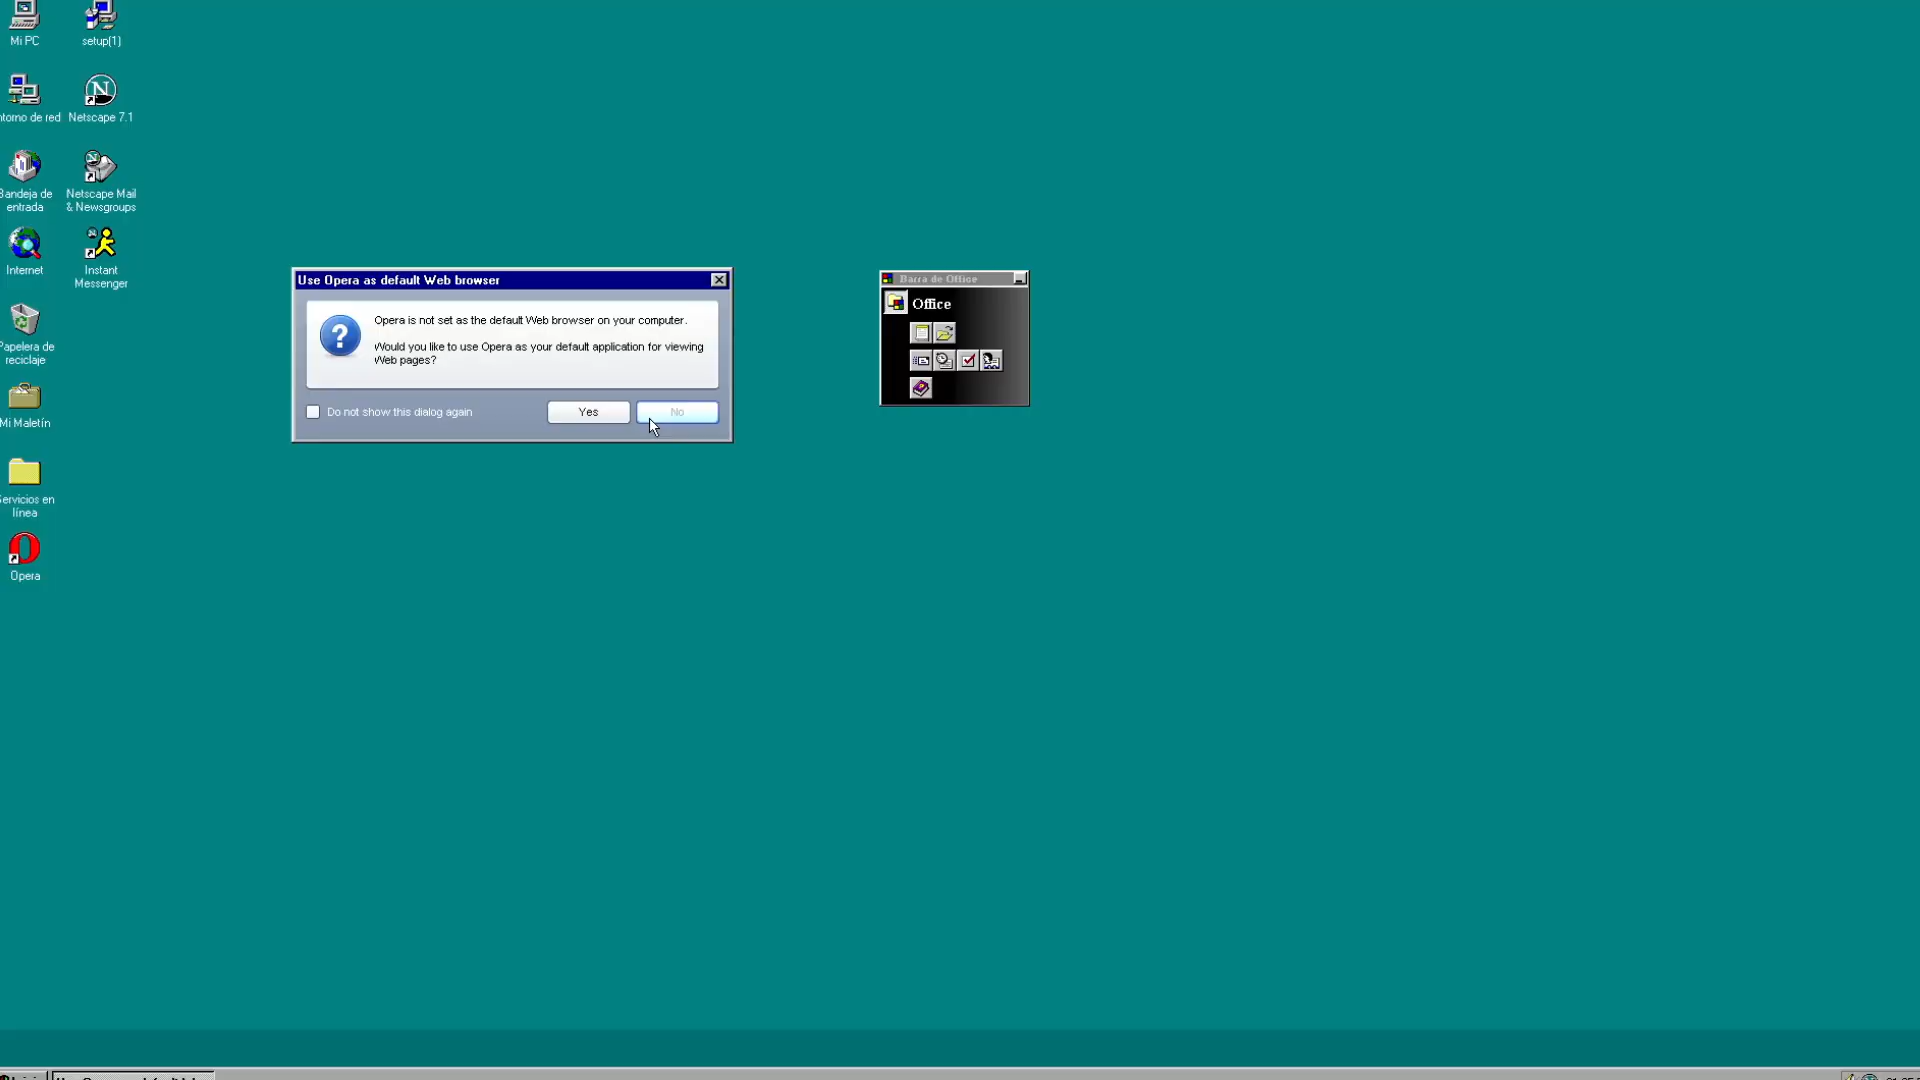 Mi PC
setup(1)
ntorno de red
Netscape 7.1
Bandeja de
entrada
Netscape Mail
& Newsgroups
Internet
Instant
Messenger
Papelera de
reciclaje
Mi Maletín
Servicios en
línea
Opera
Use Opera as default Web browser
Opera is not set as the default Web browser on your computer.
Would you like to use Opera as your default application for viewing
Web pages?
Do not show this dialog again
Yes
No
Barra de Office
Office